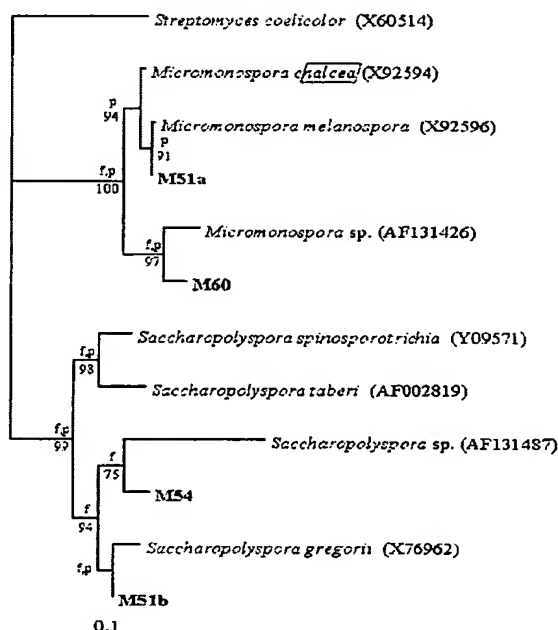 Streptomyces coelicolor (X60514)
Micromonospora chalcea (X92594)
p
94
Micromonospora melanospora (X92596)
p
91
f,p
100
M51a
Micromonospora sp. (AF131426)
f,p
97
M60
Saccharopolyspora spinosporotrichia (Y09571)
f,p
98
Saccharopolyspora taberi (AF002819)
f,p
99
Saccharopolyspora sp. (AF131487)
f
75
M54
f
94
Saccharopolyspora gregorii (X76962)
f,p
M51b
0.1